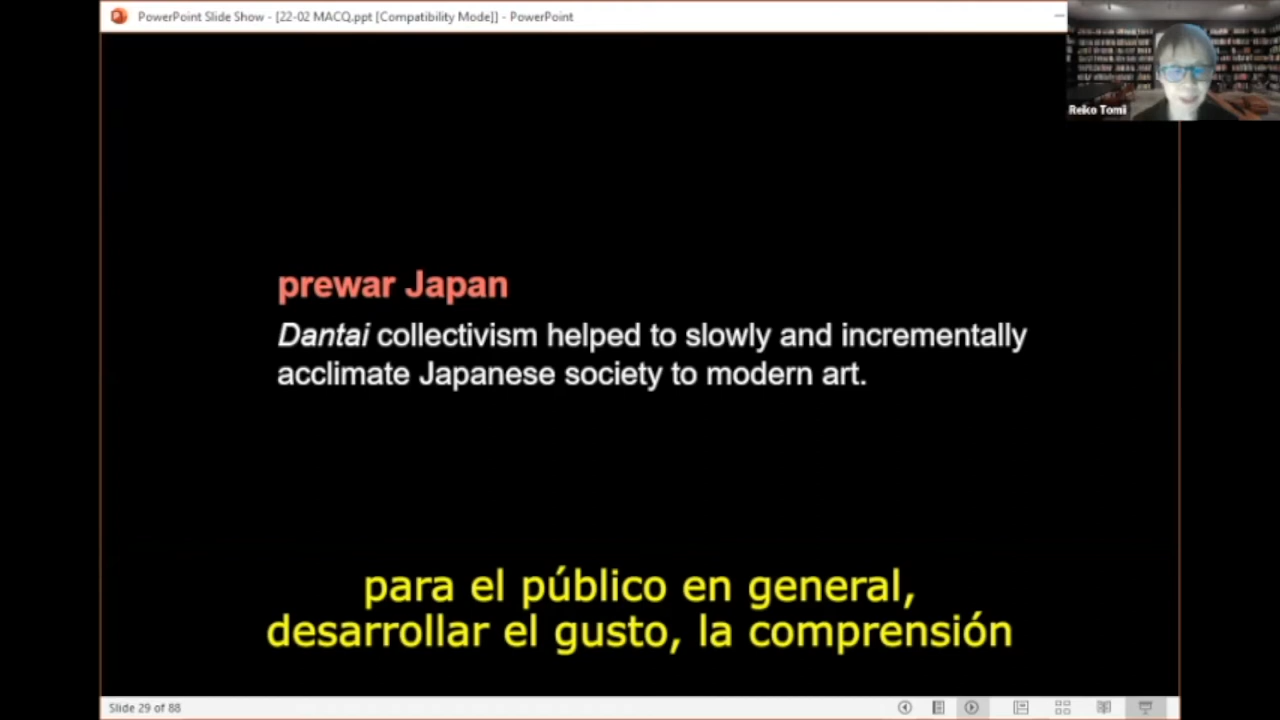 PowerPoint Slide Show - [22-02 MACQ.ppt [Compatibility Mode]] - PowerPoint
Reiko Tomii
prewar Japan
Dantai collectivism helped to slowly and incrementally
acclimate Japanese society to modern art.
para el público en general,
desarrollar el gusto, la comprensión
Slide 29 of 88